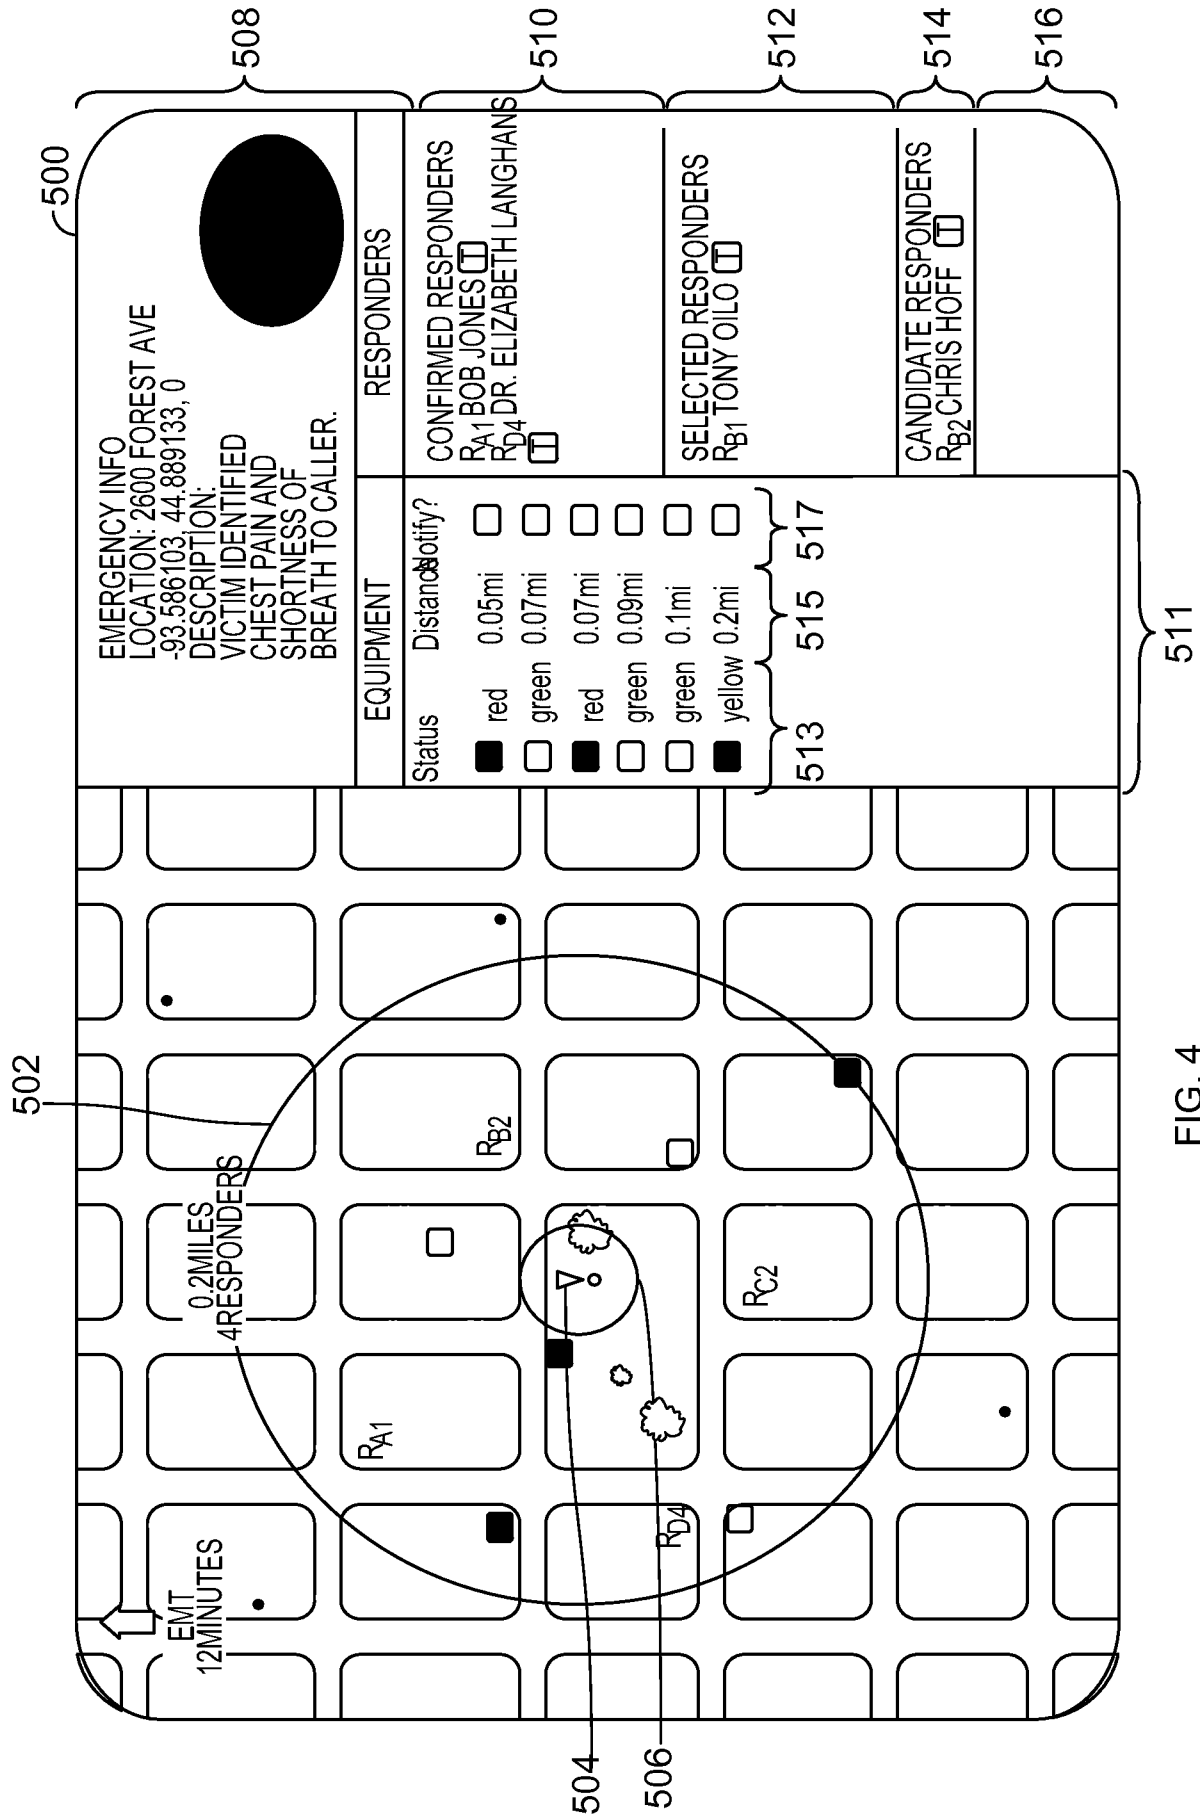 500
502
EMT
12MINUTES
0.2MILES
4RESPONDERS
RA1
RB2
RD4
RC2
504
506
EMERGENCY INFO
LOCATION: 2600 FOREST AVE
-93.586103, 44.889133, 0
DESCRIPTION:
VICTIM IDENTIFIED
CHEST PAIN AND
SHORTNESS OF
BREATH TO CALLER.
508
EQUIPMENT
RESPONDERS
Status Distance Notify?
red 0.05mi
green 0.07mi
red 0.07mi
green 0.09mi
green 0.1mi
yellow 0.2mi
513 515 517
511
CONFIRMED RESPONDERS
RA1 BOB JONES T
RD4 DR. ELIZABETH LANGHANS
T
510
SELECTED RESPONDERS
RB1 TONY OILO T
512
CANDIDATE RESPONDERS
RB2 CHRIS HOFF T
514
516
FIG. 4